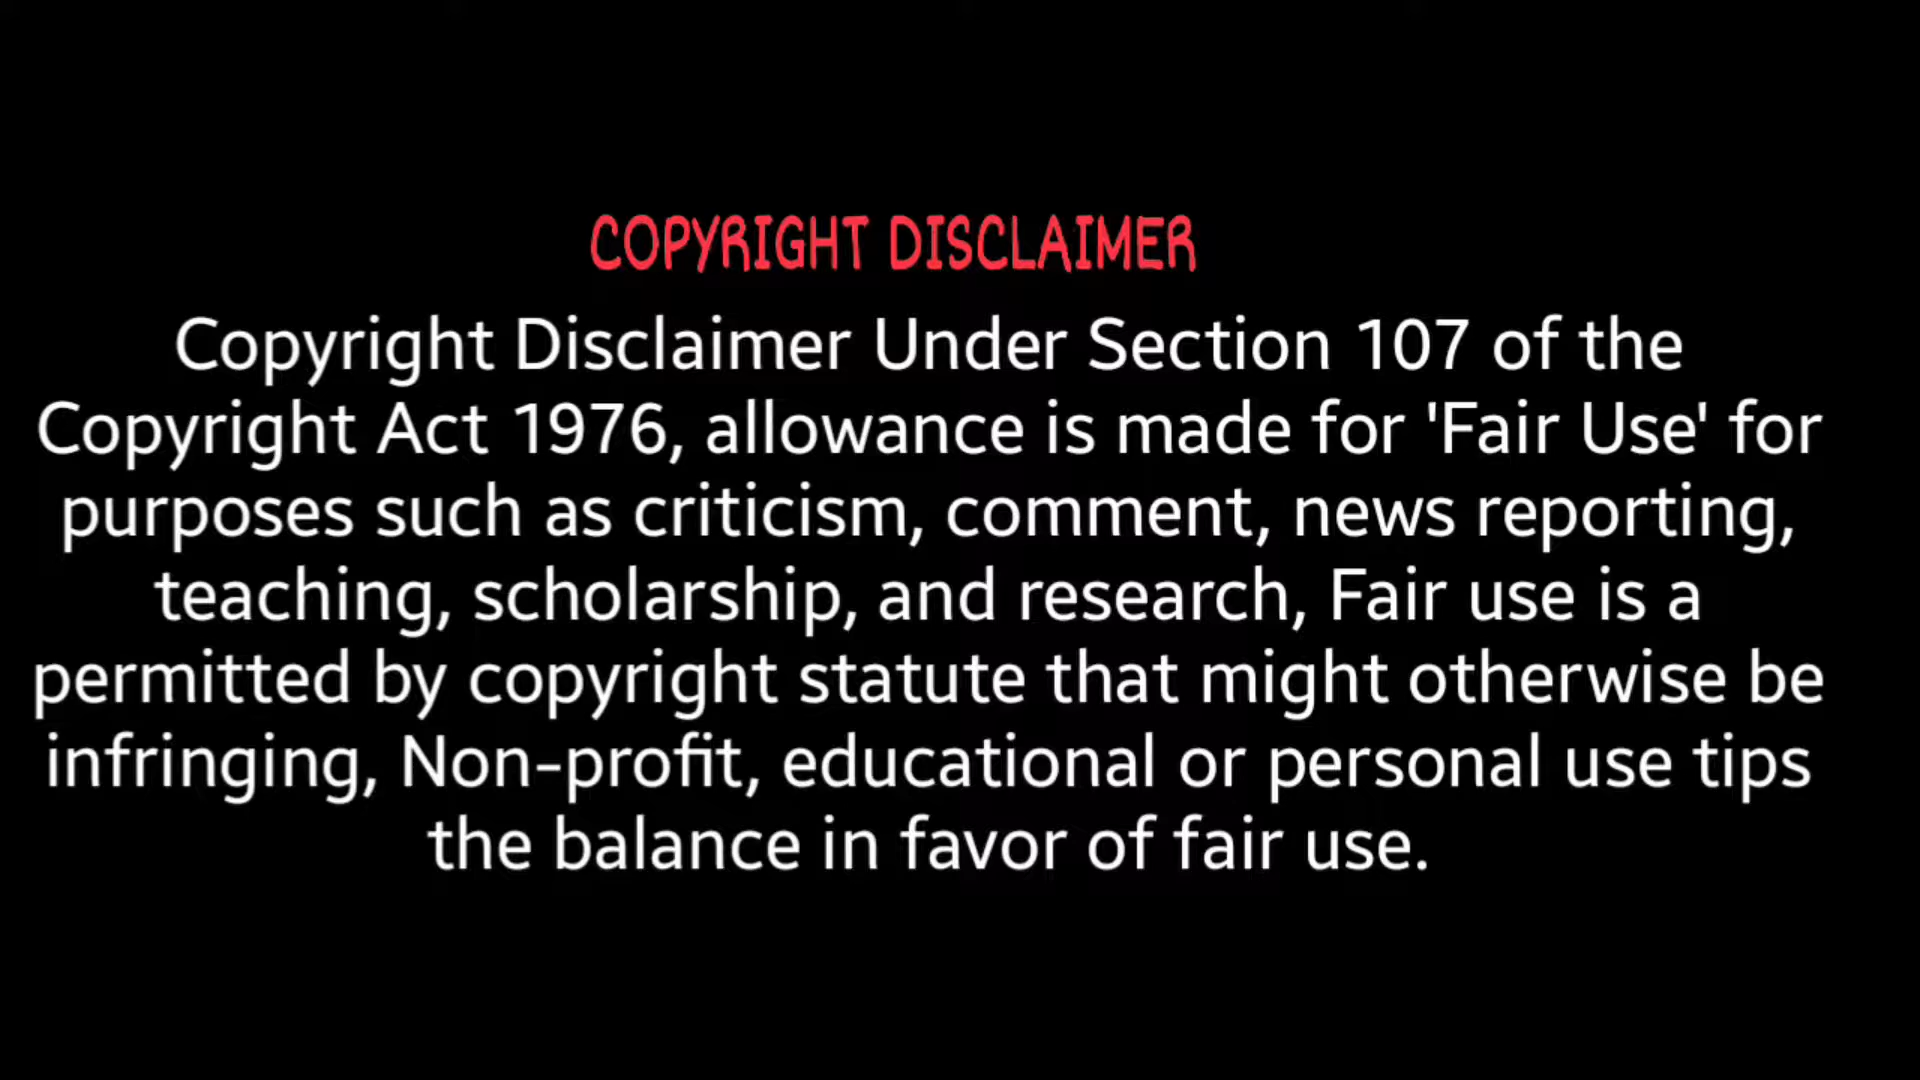 COPYRIGHT DISCLAIMER
Copyright Disclaimer Under Section 107 of the
Copyright Act 1976, allowance is made for 'Fair Use' for
purposes such as criticism, comment, news reporting,
teaching, scholarship, and research, Fair use is a
permitted by copyright statute that might otherwise be
infringing, Non-profit, educational or personal use tips
the balance in favor of fair use.